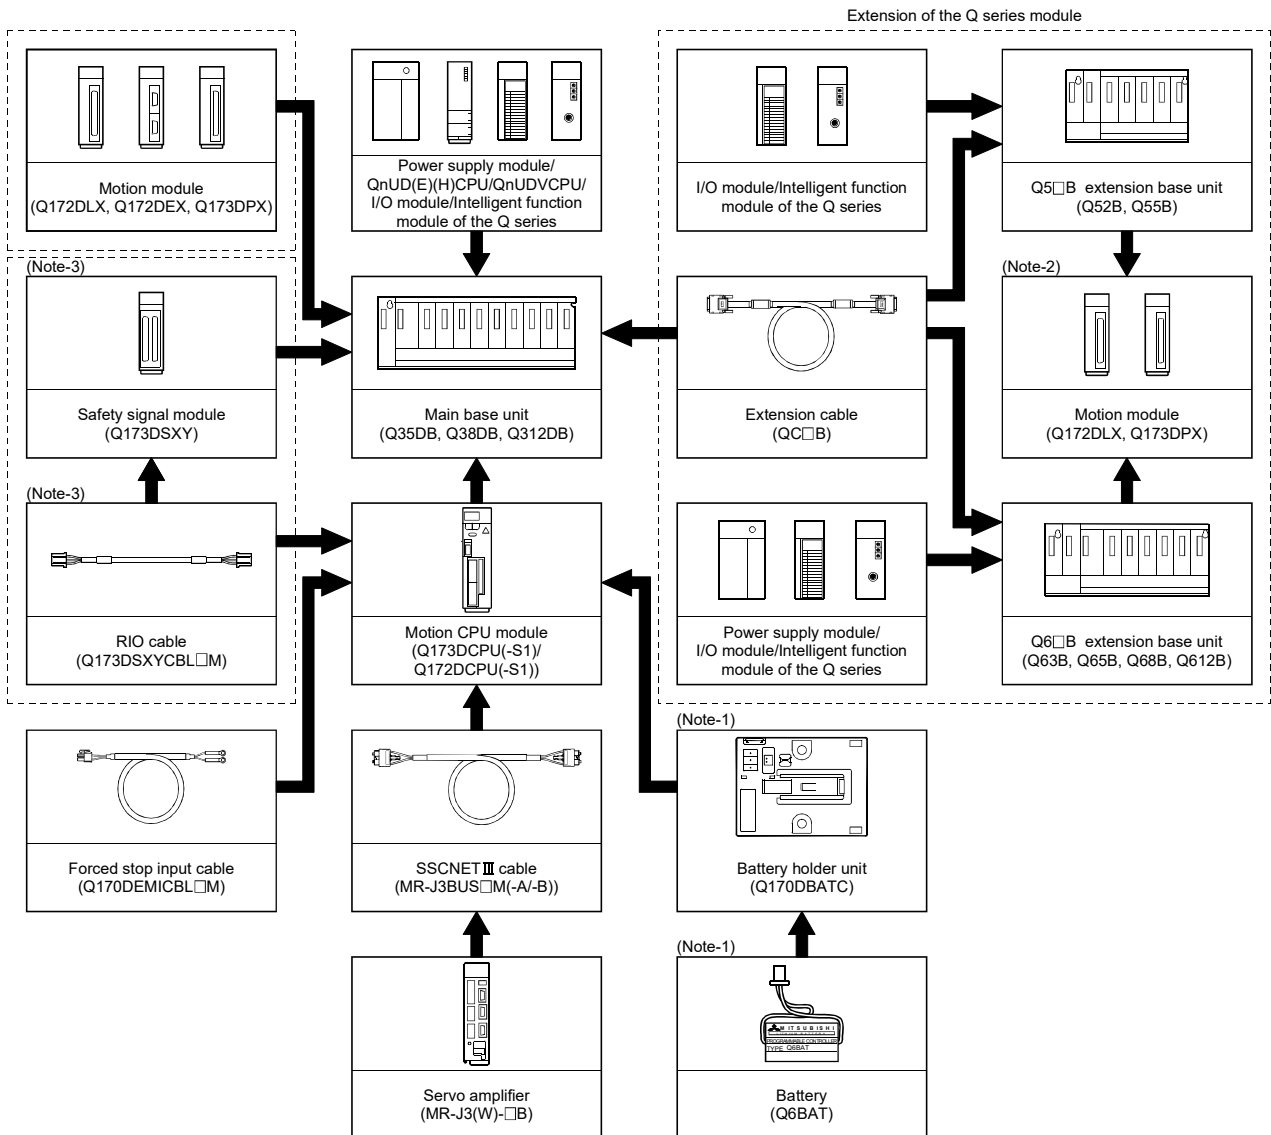 Extension of the Q series module
Motion module
(Q172DLX, Q172DEX, Q173DPX)
Power supply module/
QnUD(E)(H)CPU/QnUDVCPU/
I/O module/Intelligent function
module of the Q series
I/O module/Intelligent function
module of the Q series
Q5□B extension base unit
(Q52B, Q55B)
(Note-3)
Safety signal module
(Q173DSXY)
Main base unit
(Q35DB, Q38DB, Q312DB)
Extension cable
(QC□B)
(Note-2)
Motion module
(Q172DLX, Q173DPX)
(Note-3)
RIO cable
(Q173DSXYCBL□M)
Motion CPU module
(Q173DCPU(-S1)/
Q172DCPU(-S1))
Power supply module/
I/O module/Intelligent function
module of the Q series
Q6□B extension base unit
(Q63B, Q65B, Q68B, Q612B)
Forced stop input cable
(Q170DEMICBL□M)
SSCNETⅢ cable
(MR-J3BUS□M(-A/-B))
(Note-1)
Battery holder unit
(Q170DBATC)
Servo amplifier
(MR-J3(W)-□B)
(Note-1)
MITSUBISHI
PROGRAMMABLE CONTROLLER
TYPE Q6BAT
Battery
(Q6BAT)